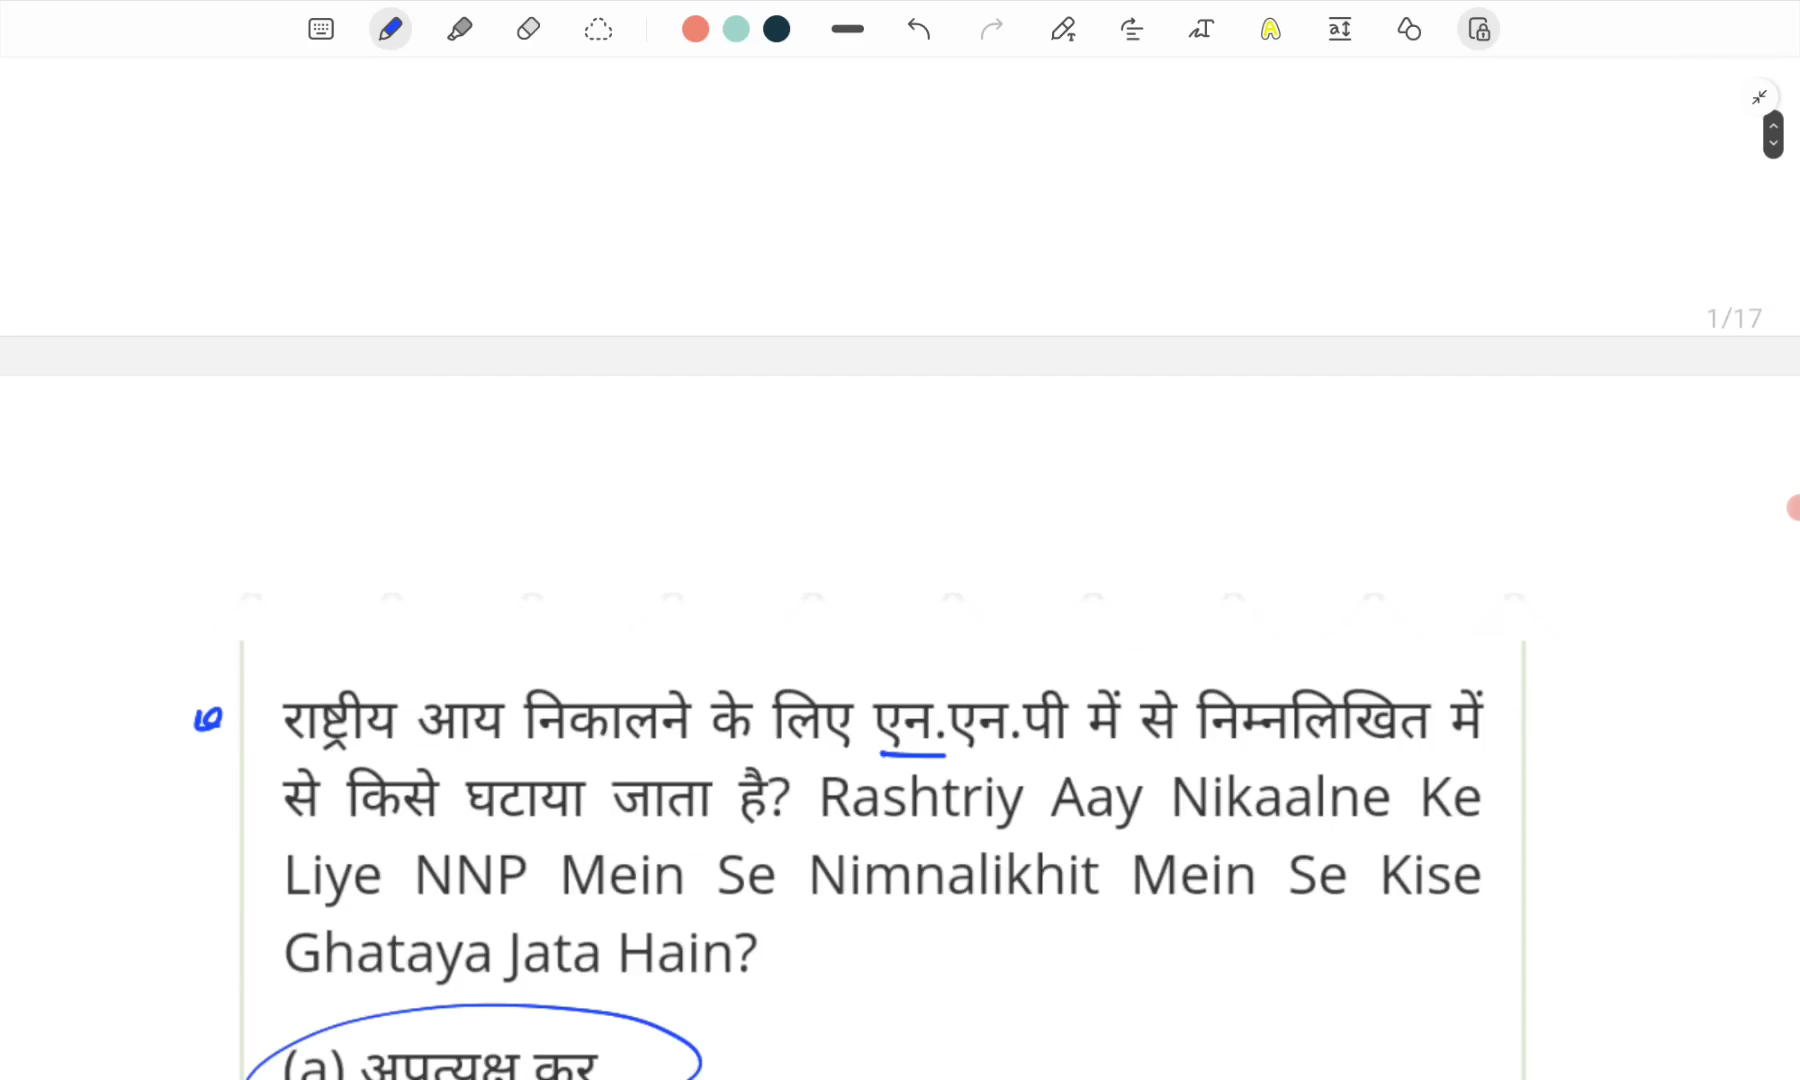 1/17
राष्ट्रीय आय निकालने के लिए एन.एन.पी में से निम्नलिखित में
से किसे घटाया जाता है? Rashtriy Aay Nikaalne Ke
Liye NNP Mein Se Nimnalikhit Mein Se Kise
Ghataya Jata Hain?
(a) अप्रत्यक्ष कर